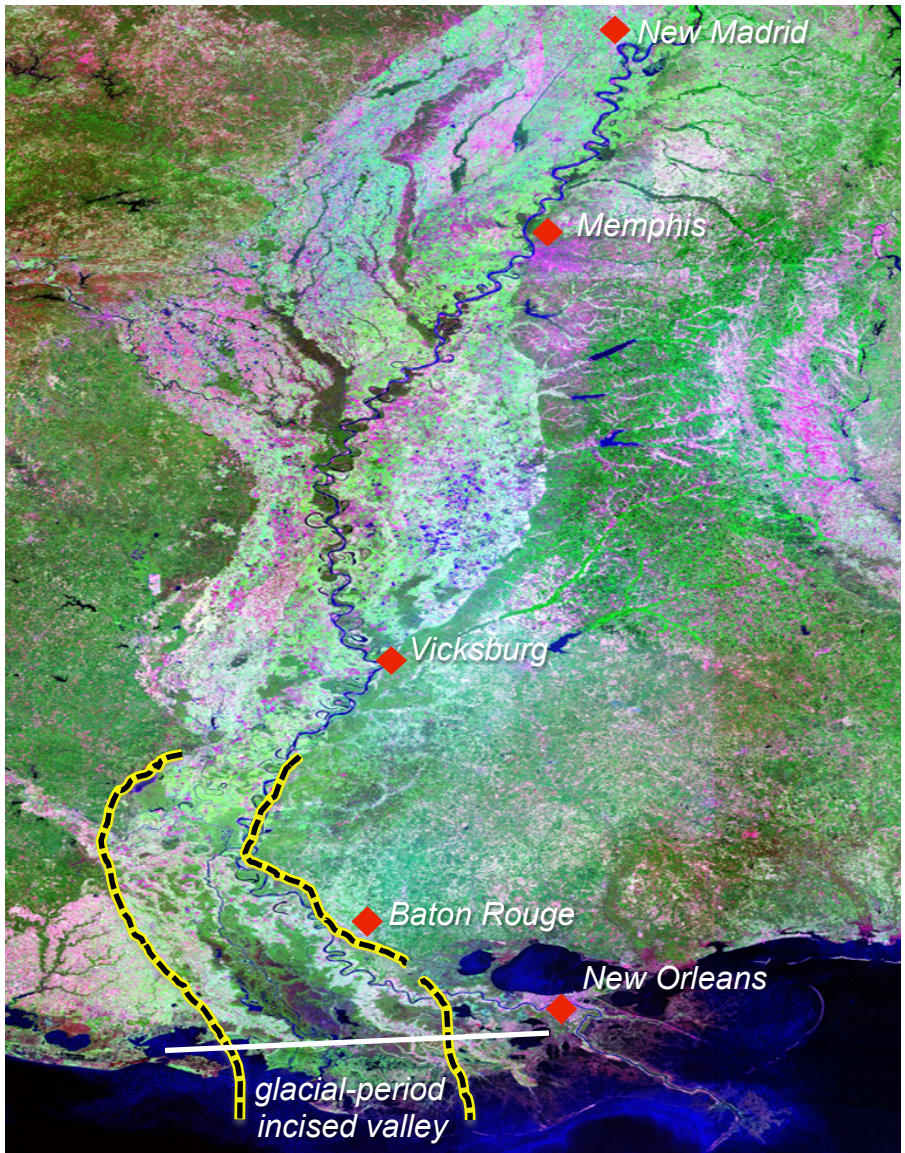 New Madrid
Memphis
Vicksburg
Baton Rouge
New Orleans
glacial-period
incised valley